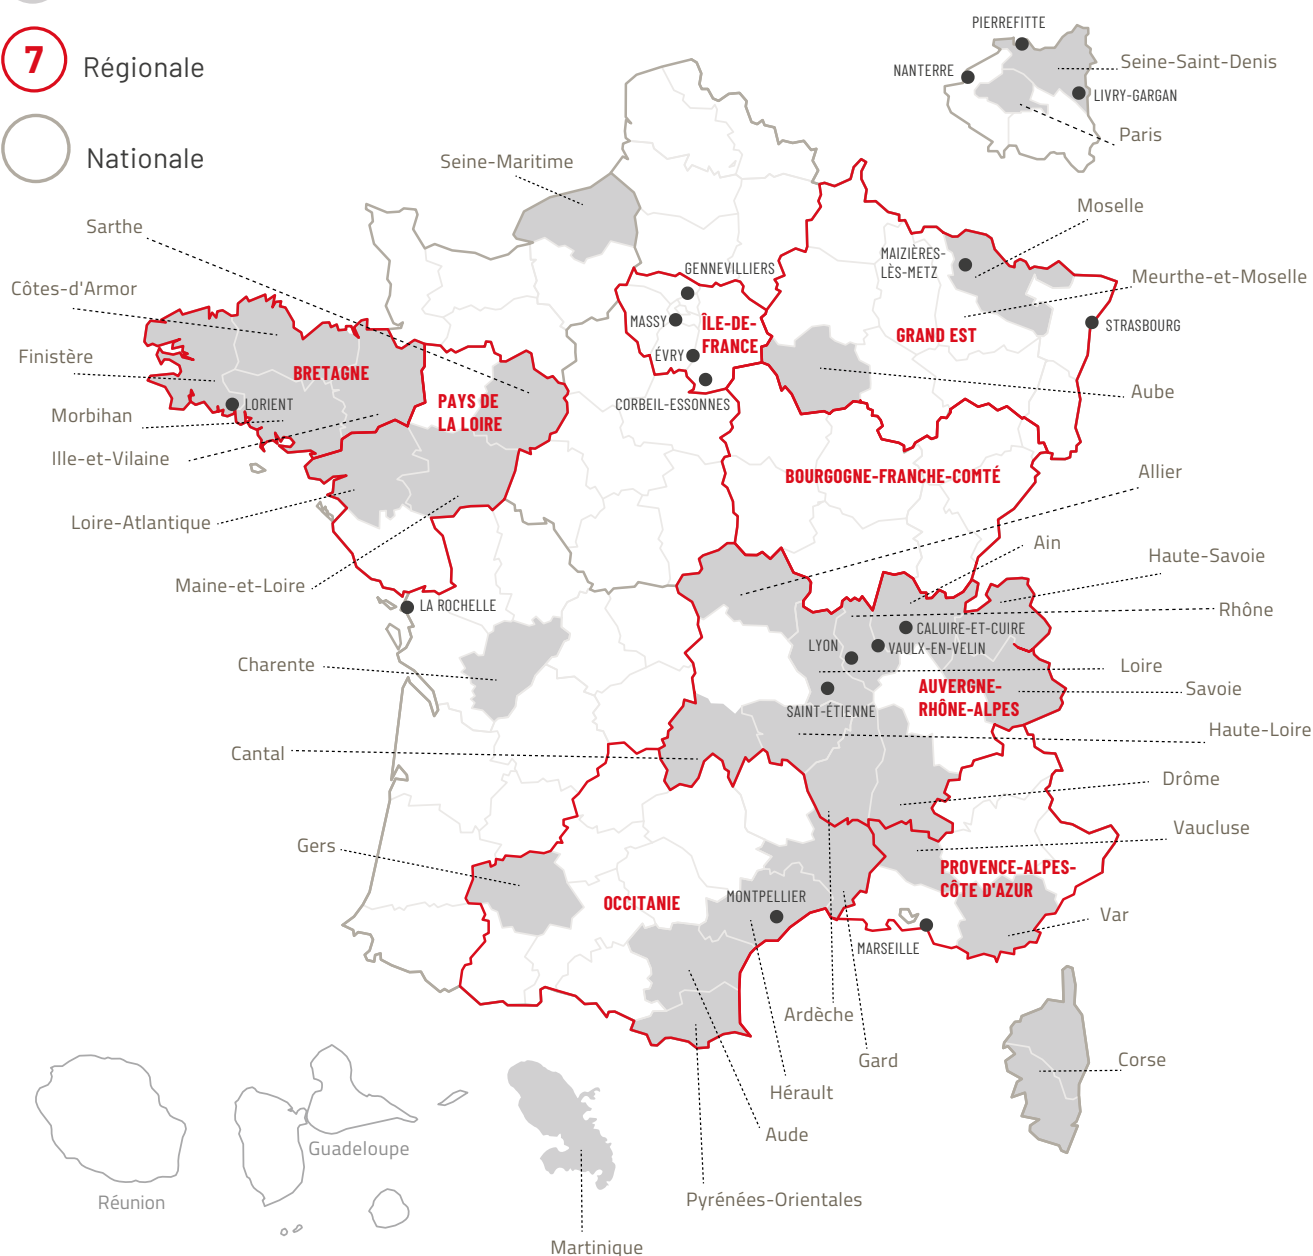 7 Régionale
Nationale
PIERREFITTE
Seine-Saint-Denis
NANTERRE
LIVRY-GARGAN
Paris
Seine-Maritime
Moselle
Sarthe
MAIZIÈRES-
LÈS-METZ
GENNEVILLIERS
Meurthe-et-Moselle
Côtes-d'Armor
MASSY
ÎLE-DE-
FRANCE
STRASBOURG
GRAND EST
Finistère
ÉVRY
BRETAGNE
Aube
LORIENT
PAYS DE
LA LOIRE
CORBEIL-ESSONNES
Morbihan
Ille-et-Vilaine
BOURGOGNE-FRANCHE-COMTÉ
Allier
Loire-Atlantique
Ain
Haute-Savoie
Maine-et-Loire
LA ROCHELLE
Rhône
CALUIRE-ET-CUIRE
LYON
VAULX-EN-VELIN
Charente
Loire
AUVERGNE-
RHÔNE-ALPES
Savoie
SAINT-ÉTIENNE
Haute-Loire
Cantal
Drôme
Vaucluse
Gers
PROVENCE-ALPES-
CÔTE D'AZUR
OCCITANIE
MONTPELLIER
Var
MARSEILLE
Ardèche
Gard
Corse
Hérault
Aude
Guadeloupe
Réunion
Pyrénées-Orientales
Martinique